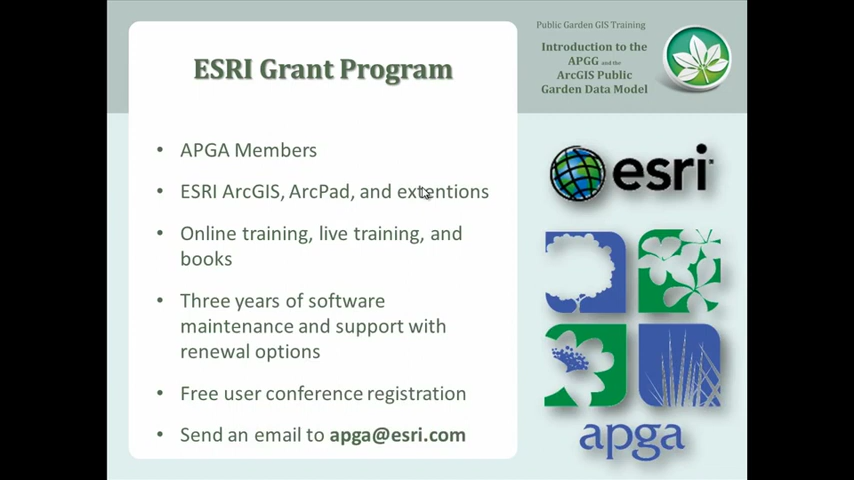 Public Garden GIS Training
Introduction to the
APGG and the
ArcGIS Public
Garden Data Model
ESRI Grant Program
• APGA Members
• ESRI ArcGIS, ArcPad, and extentions
• Online training, live training, and
books
• Three years of software
maintenance and support with
renewal options
• Free user conference registration
• Send an email to apga@esri.com
esri
apga